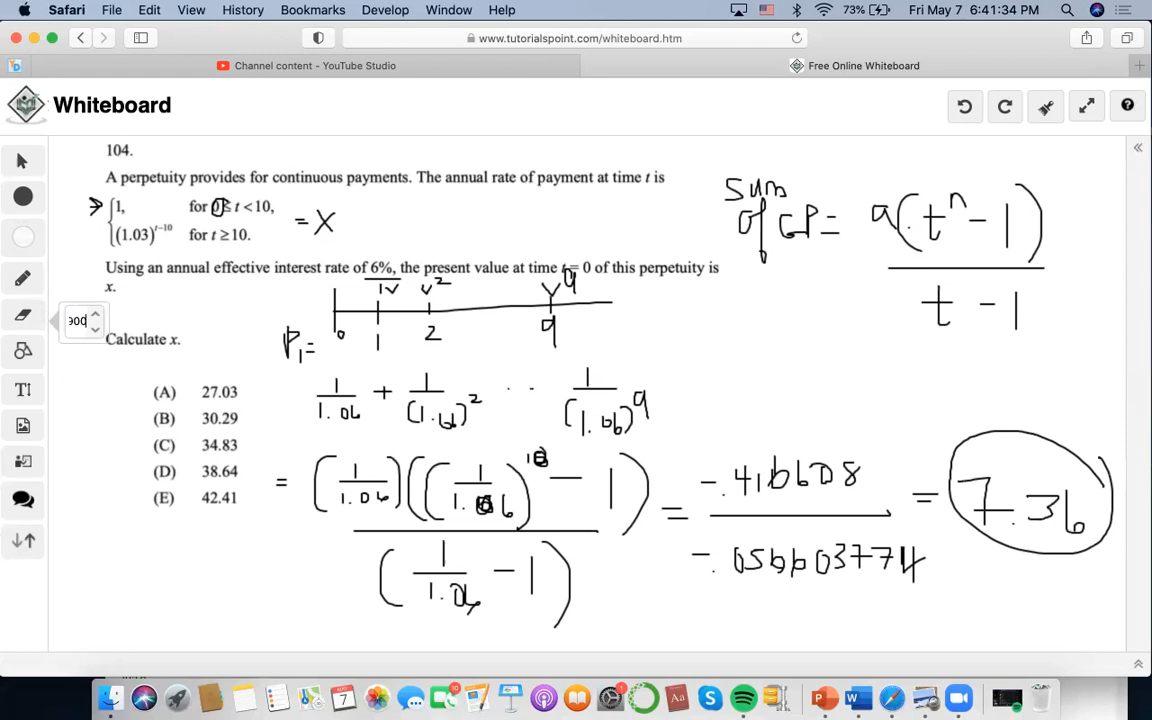 Safari File Edit View History Bookmarks Develop Window Help 73% Fri May 7 6:41:34 PM
www.tutorialspoint.com/whiteboard.htm
Channel content - YouTube Studio Free Online Whiteboard
Whiteboard
104.
A perpetuity provides for continuous payments. The annual rate of payment at time t is
1, for 0 ≤ t < 10,
(1.03)^{t-10} for t ≥ 10.
= X
Sum
of GP = a(t^n - 1)
t - 1
Using an annual effective interest rate of 6%, the present value at time t = 0 of this perpetuity is
x.
1v v^2 v^9
0 1 2 9
900
Calculate x.
P1 =
1/1.06 + 1/(1.06)^2 .. .. 1/(1.06)^9
(A) 27.03
(B) 30.29
(C) 34.83
(D) 38.64
(E) 42.41
= (1/1.06)((1/1.06)^10 - 1) = -.416608 = 7.36
(1/1.06 - 1) -.056603774
10
7